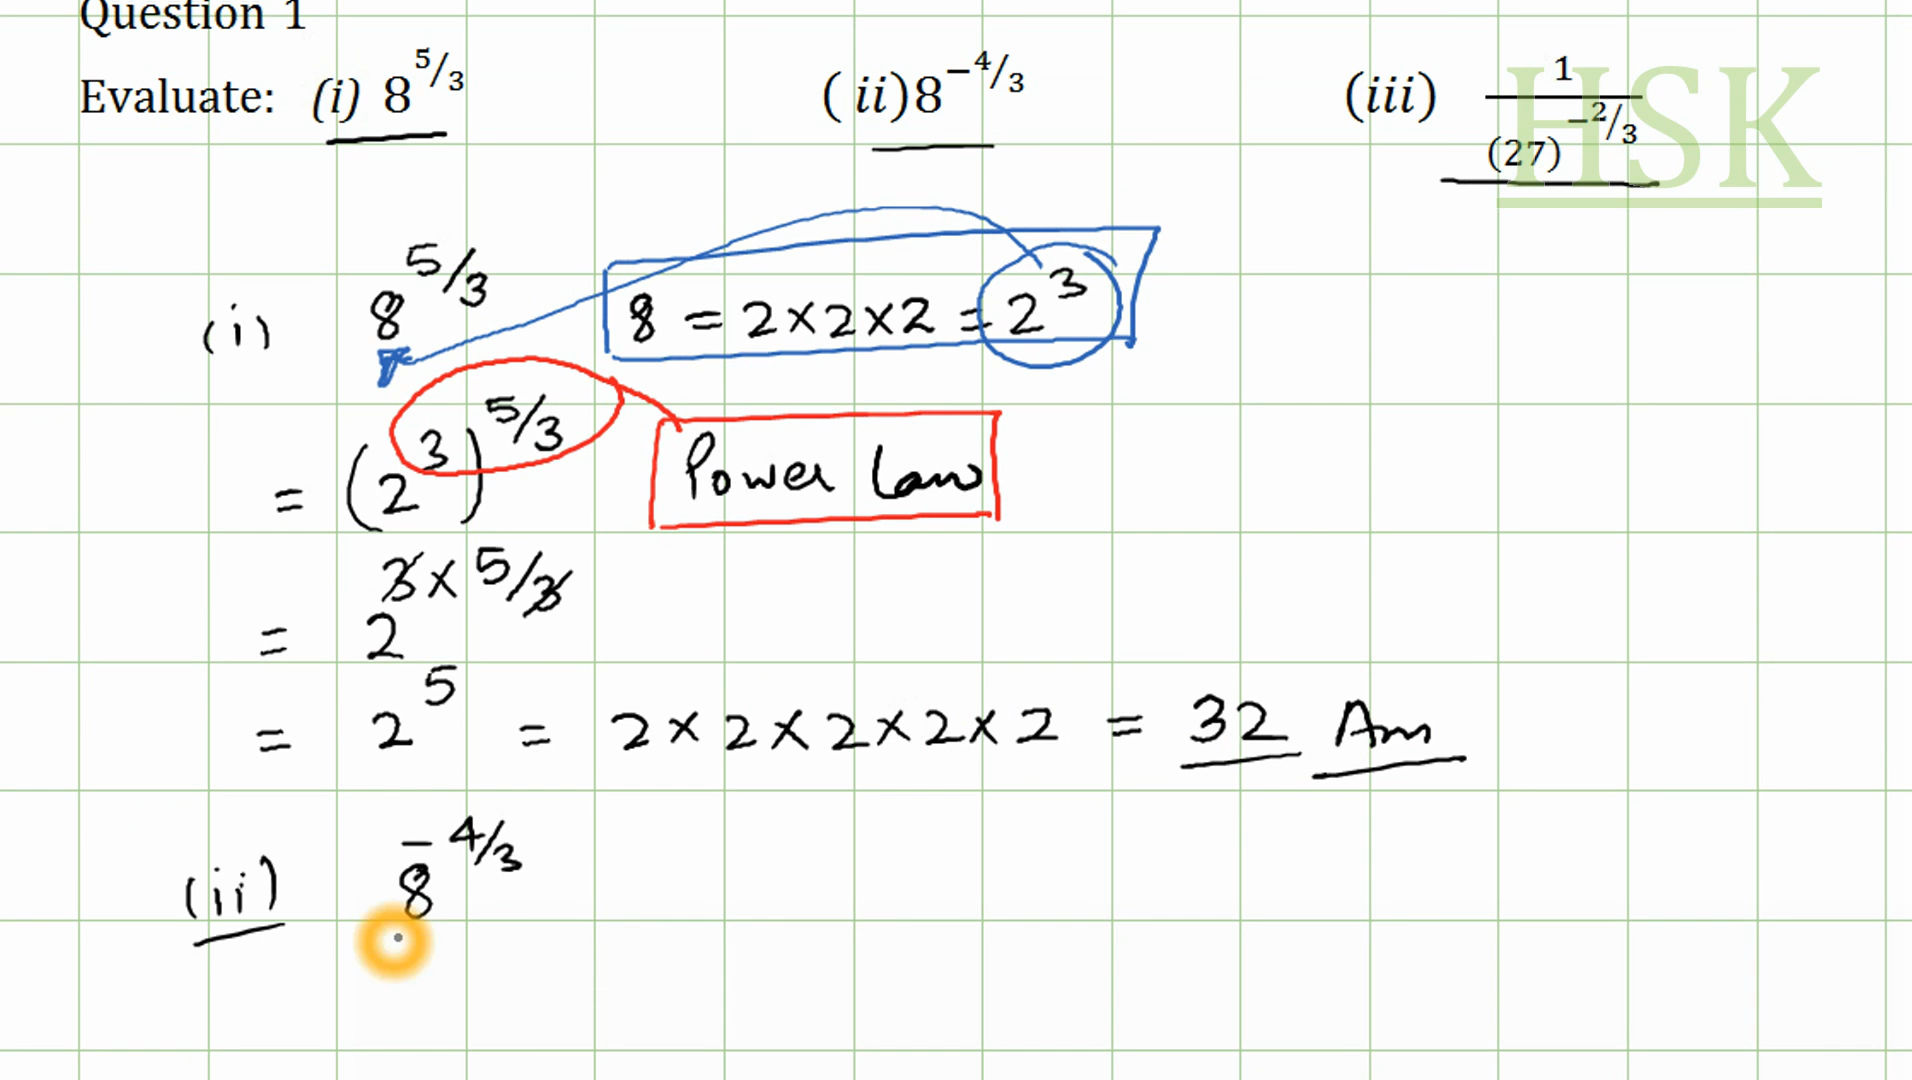 Question 1
Evaluate: (i) 8^5/3 (ii) 8^-4/3 (iii) 1/(27)^-2/3
HSK
(i) 8^5/3 8 = 2×2×2 = 2^3
= (2^3)^5/3 Power Law
= 2^3×5/3
= 2^5 = 2×2×2×2×2 = 32 Ans
(ii) 8^-4/3